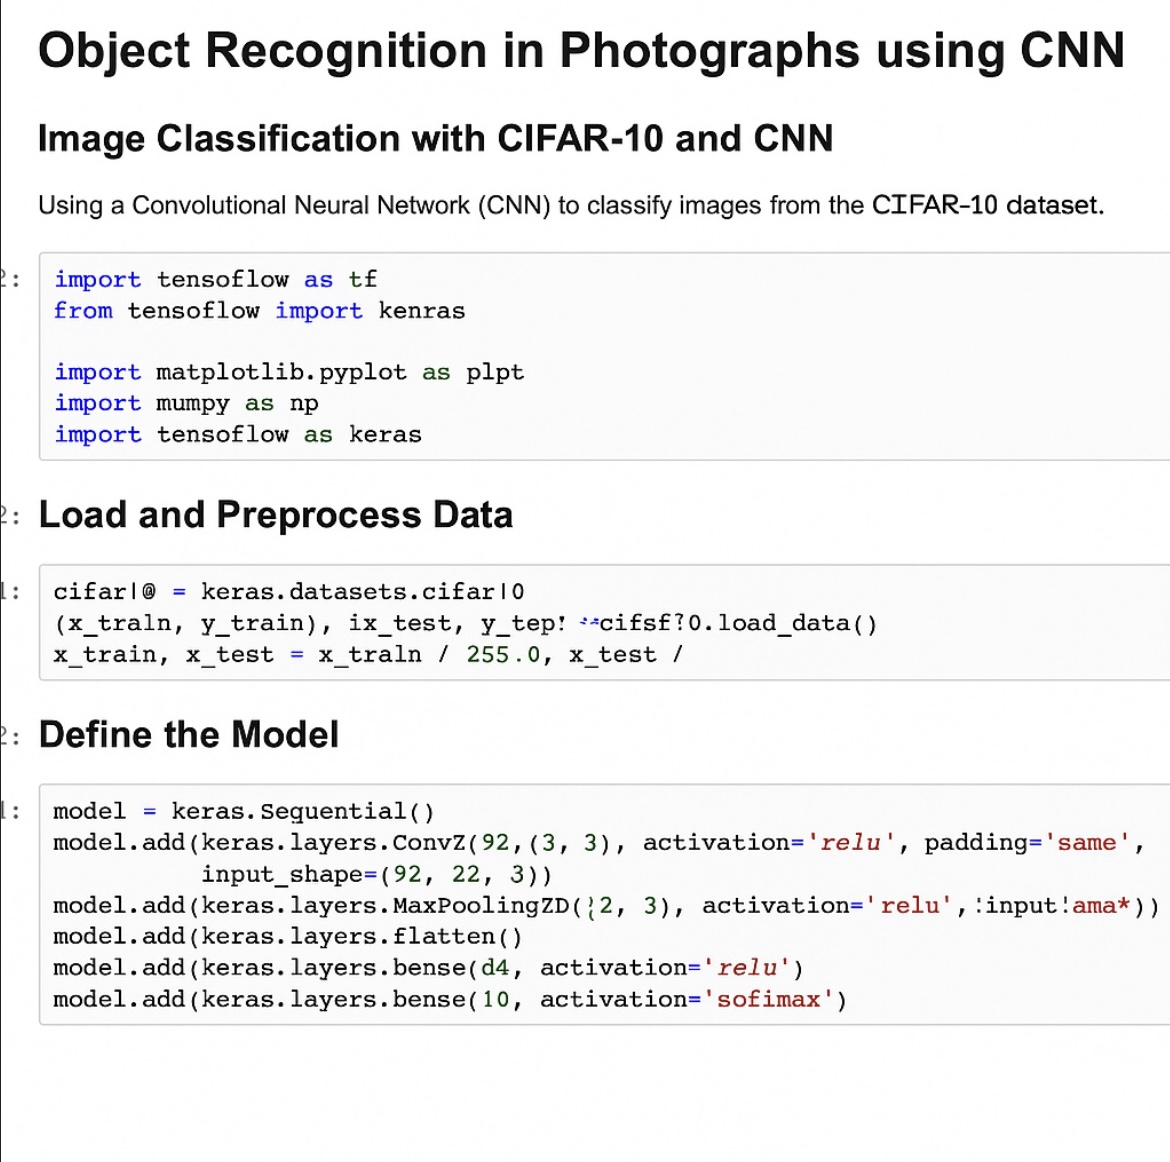 Object Recognition in Photographs using CNN
Image Classification with CIFAR-10 and CNN
Using a Convolutional Neural Network (CNN) to classify images from the CIFAR-10 dataset.
2:
import tensoflow as tf
from tensoflow import kenras
import matplotlib.pyplot as plpt
import mumpy as np
import tensoflow as keras
2: Load and Preprocess Data
1: cifar|@ = keras.datasets.cifar|0
(x_traln, y_train), ix_test, y_tep! cifsf?0.load_data()
x_train, x_test = x_traln / 255.0, x_test /
2: Define the Model
1: model = keras.Sequential()
model.add(keras.layers.ConvZ(92,(3, 3), activation='relu', padding='same',
input_shape=(92, 22, 3))
model.add(keras.layers.MaxPoolingZD({2, 3), activation='relu',!input!ama*))
model.add(keras.layers.flatten()
model.add(keras.layers.bense(d4, activation='relu')
model.add(keras.layers.bense(10, activation='sofimax')